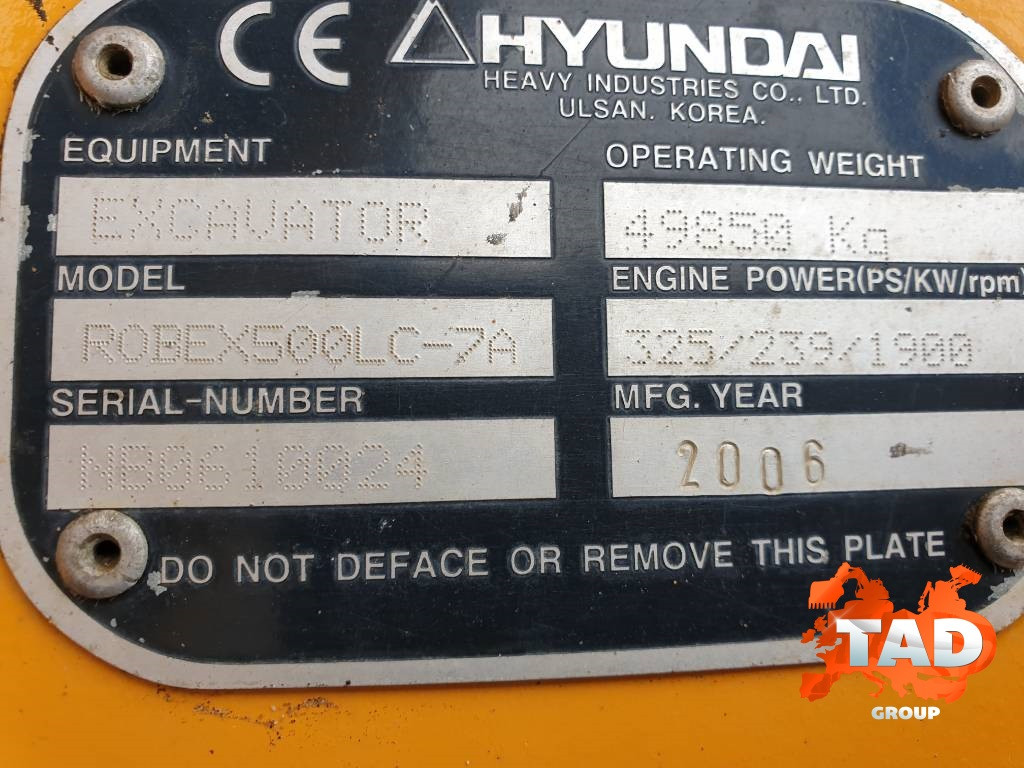 CE HYUNDAI
HEAVY INDUSTRIES CO., LTD.
ULSAN. KOREA.
EQUIPMENT
EXCAVATOR
OPERATING WEIGHT
49850 Kg
MODEL
ROBEX500LC-7A
ENGINE POWER(PS/KW/rpm)
325/239/1900
SERIAL-NUMBER
NB0610024
MFG. YEAR
2006
DO NOT DEFACE OR REMOVE THIS PLATE
TAD
GROUP